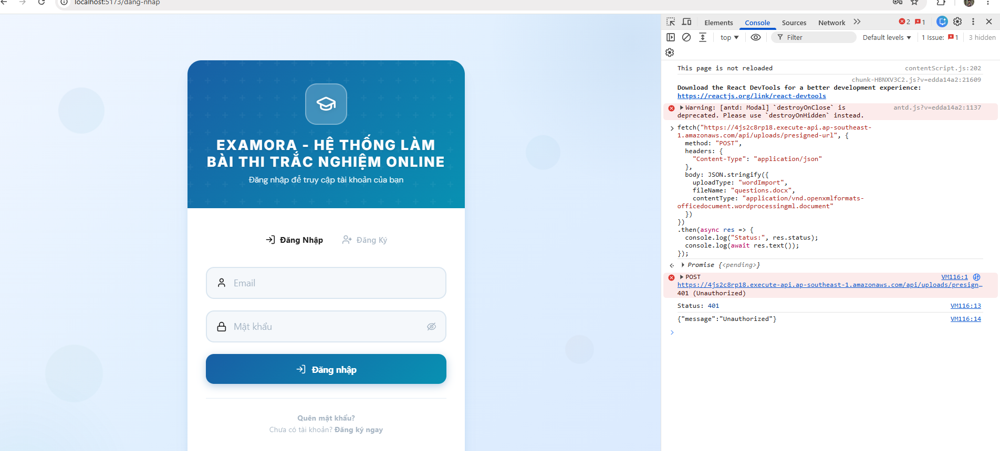 localhost:5173/dang-nhap
EXAMORA - HỆ THỐNG LÀM
BÀI THI TRẮC NGHIỆM ONLINE
Đăng nhập để truy cập tài khoản của bạn
Đăng Nhập
Đăng Ký
Email
Mật khẩu
Đăng nhập
Quên mật khẩu?
Chưa có tài khoản? Đăng ký ngay
Elements Console Sources Network 2 1
top Filter Default levels 1 Issue: 1 3 hidden
This page is not reloaded contentScript.js:202
chunk-HBNXV3C2.js?v=edda14a2:21609
Download the React DevTools for a better development experience:
https://reactjs.org/link/react-devtools
Warning: [antd: Modal] `destroyOnClose` is antd.js?v=edda14a2:1137
deprecated. Please use `destroyOnHidden` instead.
fetch("https://4js2c8rp18.execute-api.ap-southeast-
1.amazonaws.com/api/uploads/presigned-url", {
method: "POST",
headers: {
"Content-Type": "application/json"
},
body: JSON.stringify({
uploadType: "wordImport",
fileName: "questions.docx",
contentType: "application/vnd.openxmlformats-
officedocument.wordprocessingml.document"
})
})
.then(async res => {
console.log("Status:", res.status);
console.log(await res.text());
});
Promise {<pending>}
POST VM116:1
https://4js2c8rp18.execute-api.ap-southeast-1.amazonaws.com/api/uploads/presign…
401 (Unauthorized)
Status: 401 VM116:13
{"message":"Unauthorized"} VM116:14